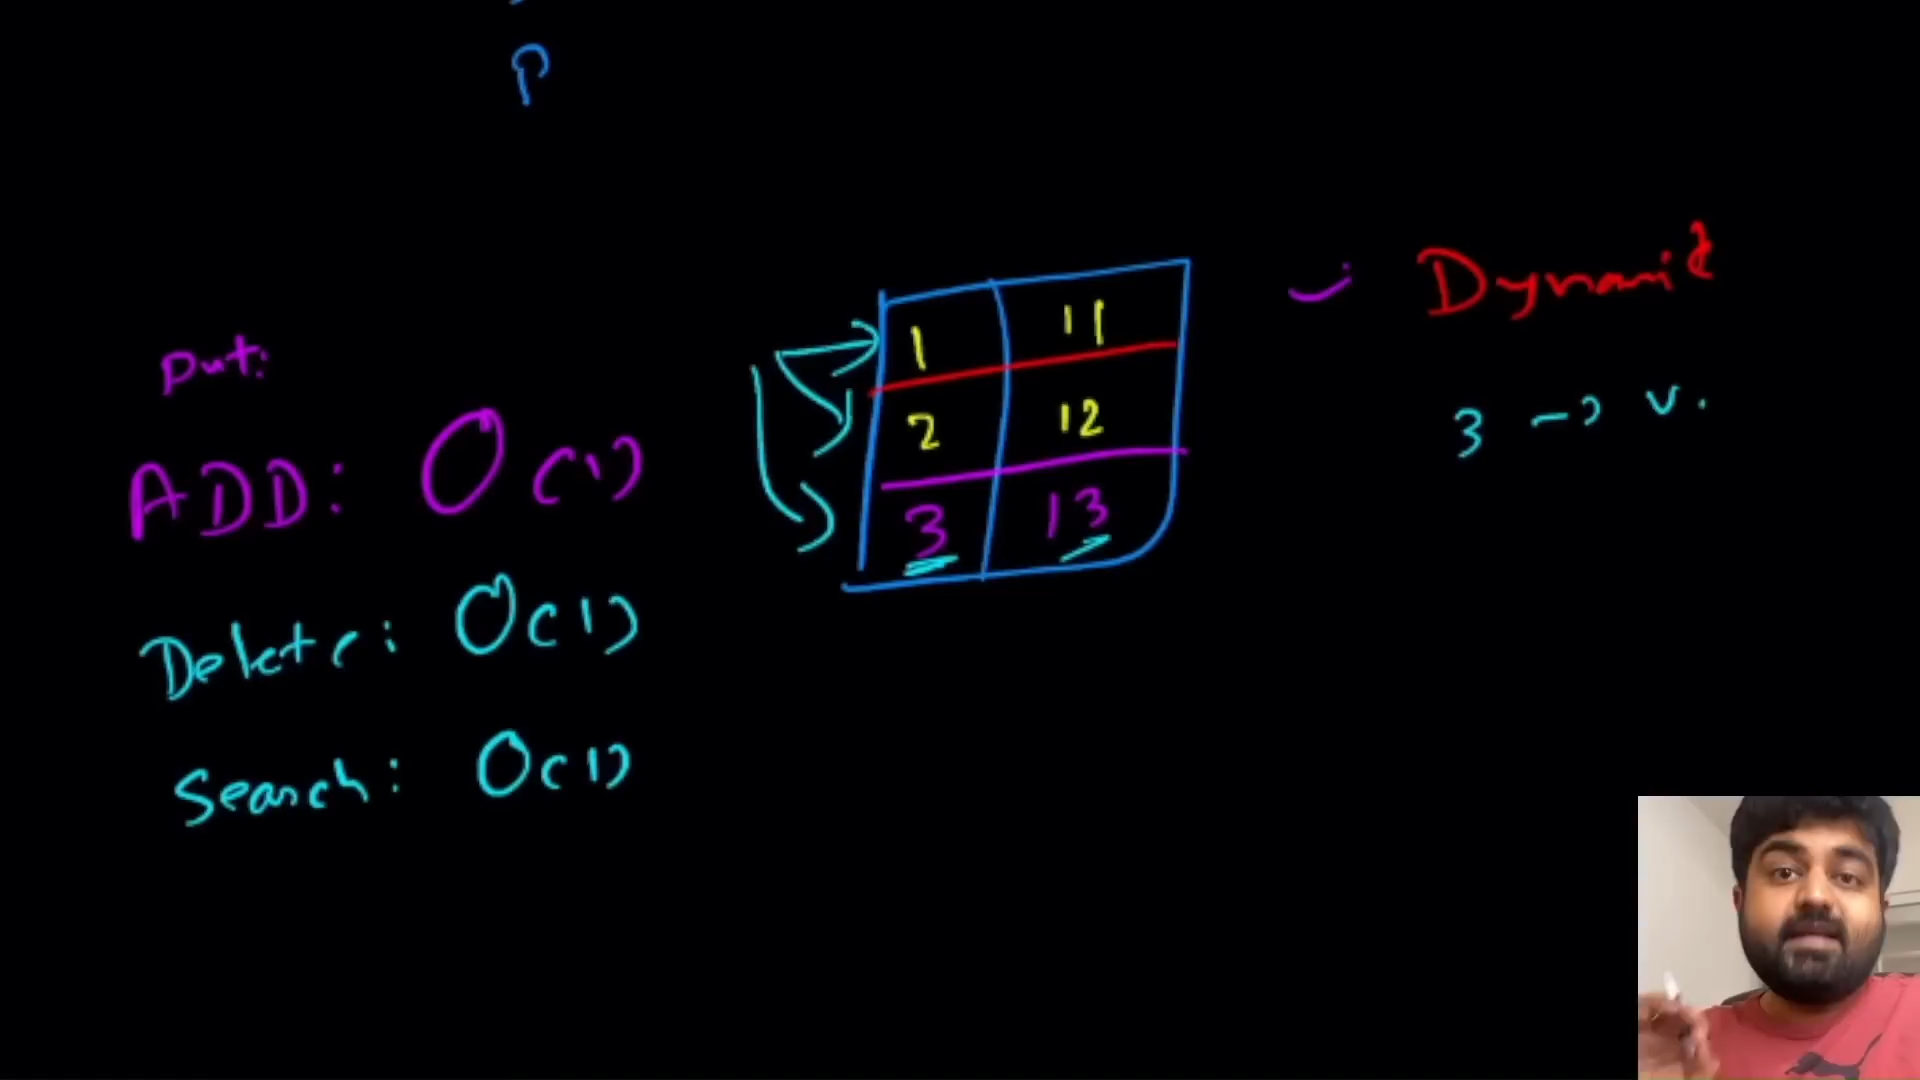 P
Put:
ADD: O(1)
Delete: O(1)
Search: O(1)
1 11
2 12
3 13
Dynamic
3 -> v.